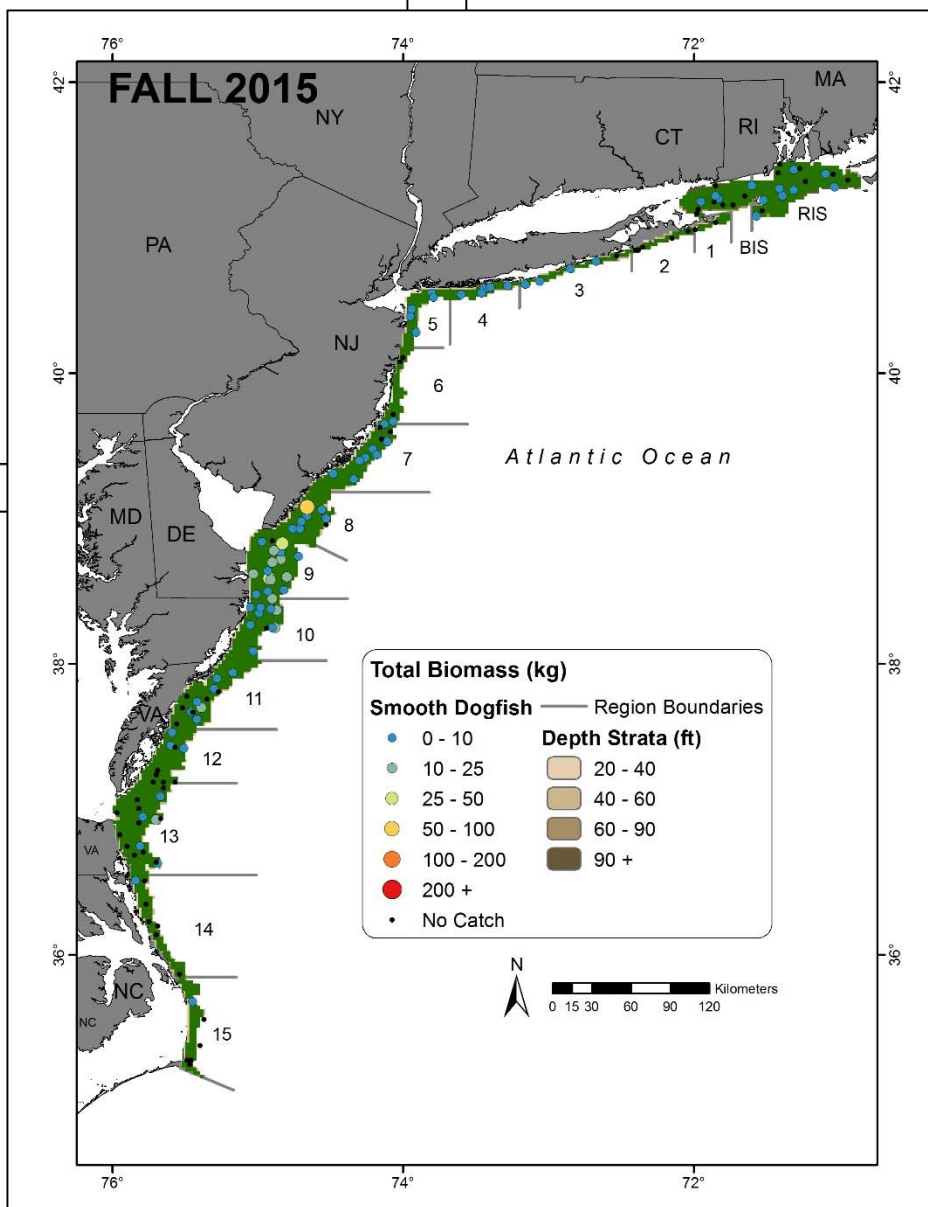 76° 74° 72°
42° 42°
FALL 2015
NY
MA
CT
RI
RIS
BIS
1
2
3
4
5
PA
NJ
40° 40°
6
Atlantic Ocean
7
MD
DE
8
9
10
38° 38°
11
VA
12
13
VA
14
36° 36°
NC
NC
15
Total Biomass (kg)
Smooth Dogfish
0 - 10
10 - 25
25 - 50
50 - 100
100 - 200
200 +
No Catch
Region Boundaries
Depth Strata (ft)
20 - 40
40 - 60
60 - 90
90 +
N
Kilometers
0 15 30 60 90 120
76° 74° 72°